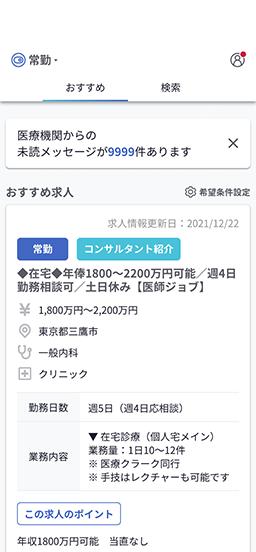 常勤
おすすめ 検索
医療機関からの
未読メッセージが9999件あります
おすすめ求人 希望条件設定
求人情報更新日：2021/12/22
常勤 コンサルタント紹介
◆在宅◆年俸1800～2200万円可能／週4日
勤務相談可／土日休み【医師ジョブ】
1,800万円～2,200万円
東京都三鷹市
一般内科
クリニック
勤務日数 週5日（週4日応相談）
▼ 在宅診療（個人宅メイン）
業務内容 業務量：1日10～12件
※ 医療クラーク同行
※ 手技はレクチャーも可能です
この求人のポイント
年収1800万円可能 当直なし